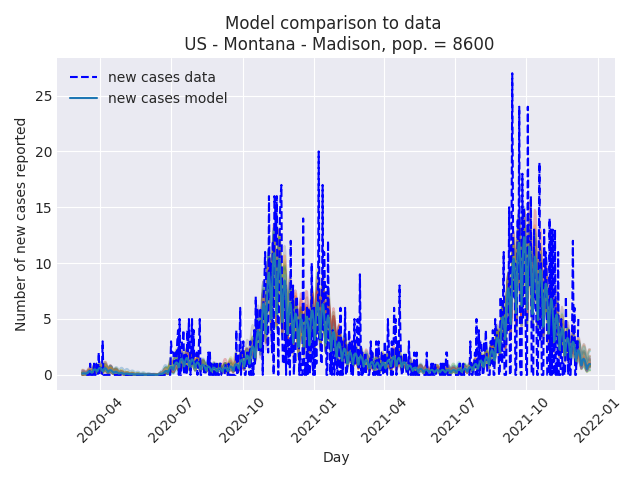 Model comparison to data
US - Montana - Madison, pop. = 8600
new cases data
new cases model
Number of new cases reported
25
20
15
10
5
0
2020-04
2020-07
2020-10
2021-01
2021-04
2021-07
2021-10
2022-01
Day